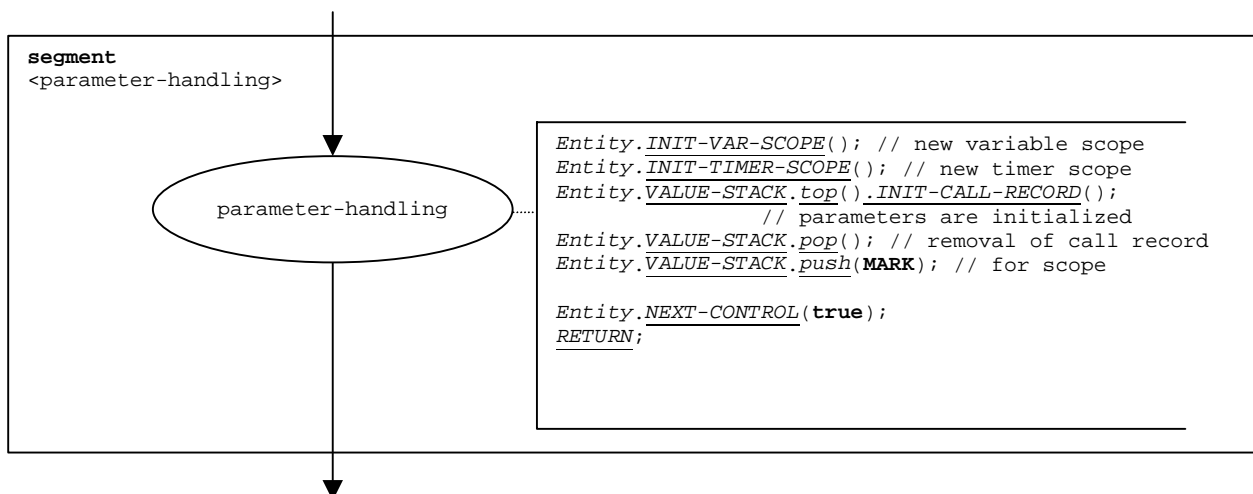 segment
<parameter-handling>
parameter-handling
Entity.INIT-VAR-SCOPE(); // new variable scope
Entity.INIT-TIMER-SCOPE(); // new timer scope
Entity.VALUE-STACK.top().INIT-CALL-RECORD();
// parameters are initialized
Entity.VALUE-STACK.pop(); // removal of call record
Entity.VALUE-STACK.push(MARK); // for scope
Entity.NEXT-CONTROL(true);
RETURN;